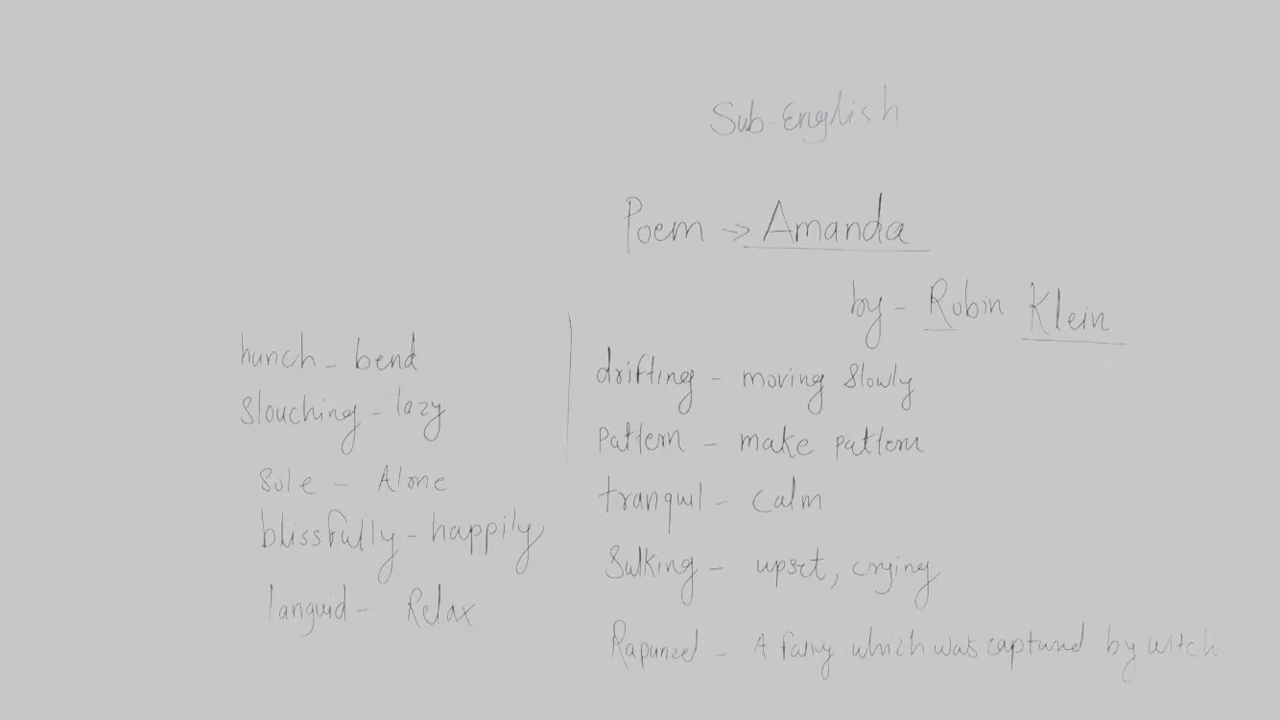 Sub-English
Poem → Amanda
by - Robin Klein
hunch - bend
Slouching - lazy
Sole - Alone
blissfully - happily
languid - Relax
drifting - moving slowly
Pattern - make pattern
tranquil - calm
Sulking - upset, crying
Rapunzel - A fairy which was captured by witch